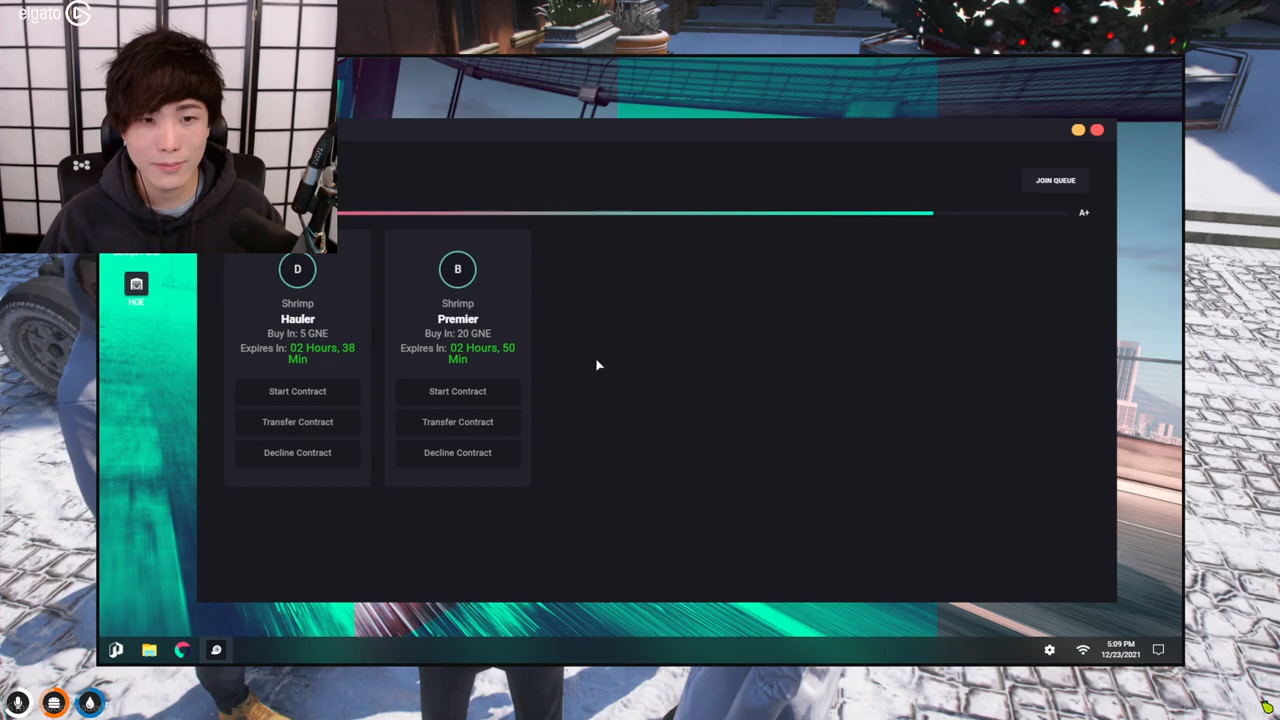 elgato
JOIN QUEUE
A+
D
Shrimp
Hauler
Buy In: 5 GNE
Expires In: 02 Hours, 38
Min
Start Contract
Transfer Contract
Decline Contract
B
Shrimp
Premier
Buy In: 20 GNE
Expires In: 02 Hours, 50
Min
Start Contract
Transfer Contract
Decline Contract
HOE
5:09 PM
12/23/2021